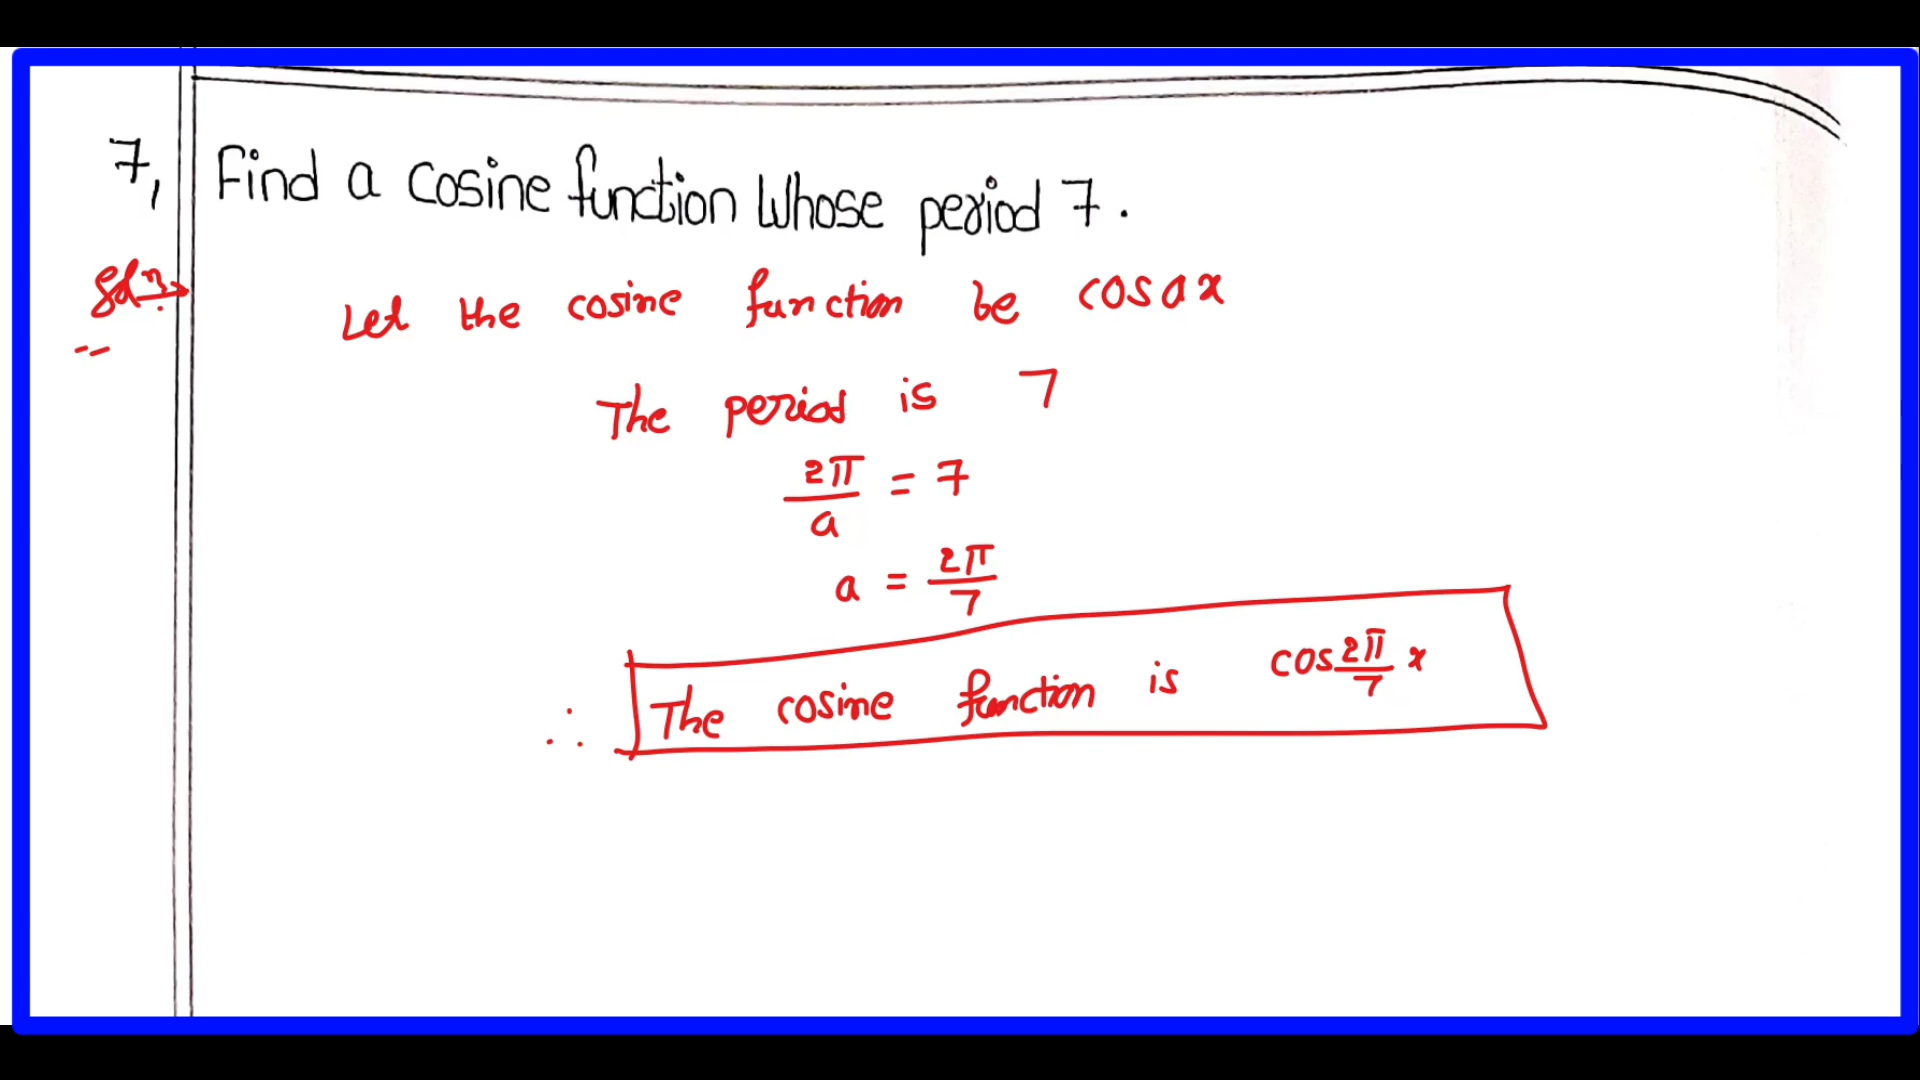 7, Find a cosine function whose period 7.
Soln:→ Let the cosine function be cos ax
The period is 7
2π/a = 7
a = 2π/7
∴ The cosine function is cos 2π/7 x